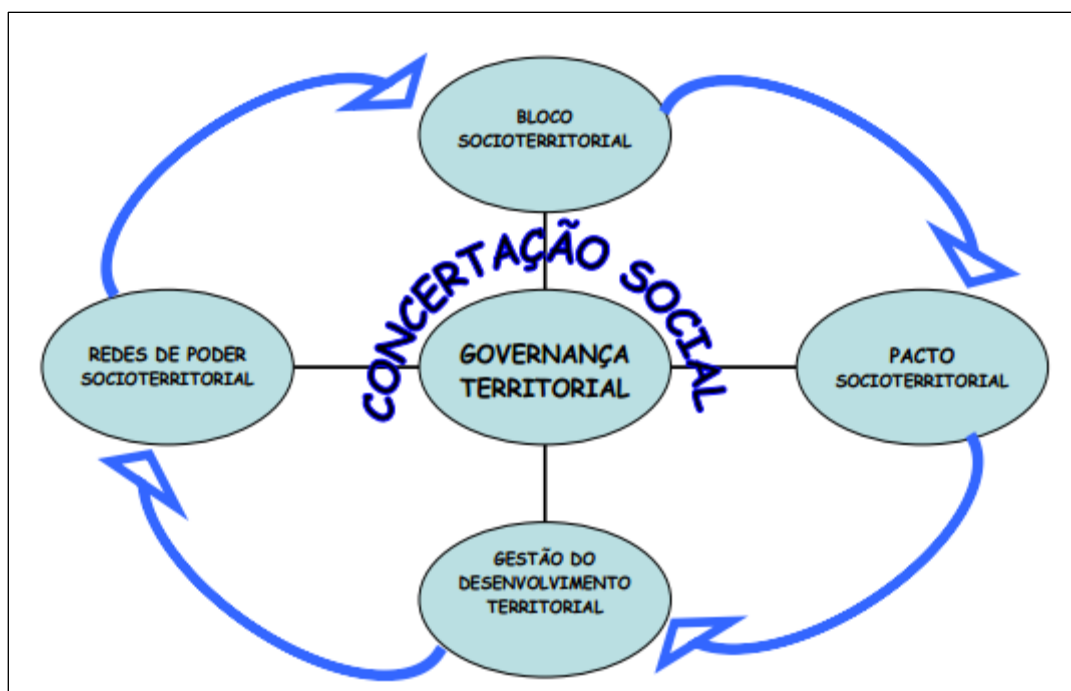 BLOCO
SOCIOTERRITORIAL
CONCERTAÇÃO SOCIAL
REDES DE PODER
SOCIOTERRITORIAL
GOVERNANÇA
TERRITORIAL
PACTO
SOCIOTERRITORIAL
GESTÃO DO
DESENVOLVIMENTO
TERRITORIAL